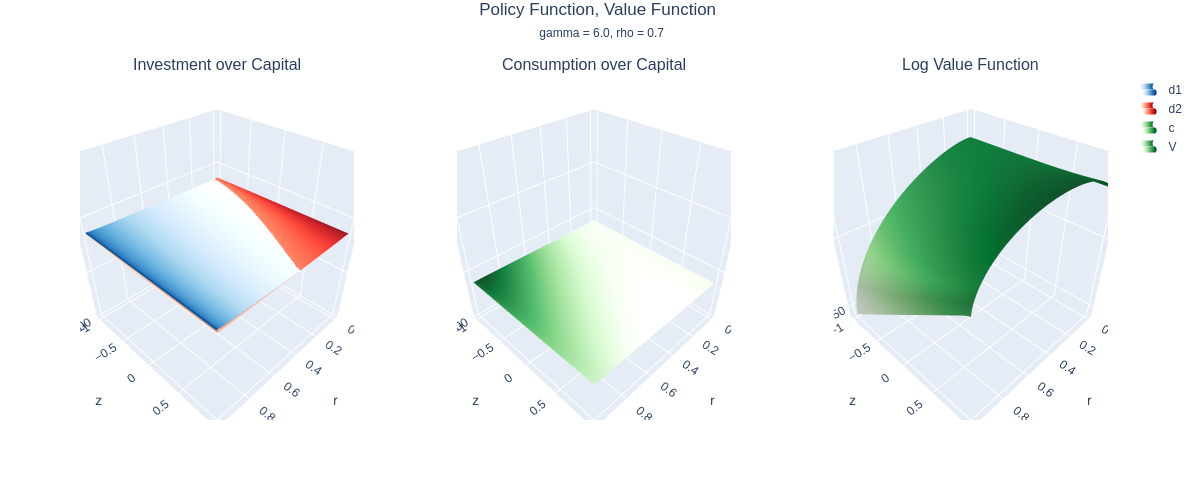 Policy Function, Value Function
gamma = 6.0, rho = 0.7
Investment over Capital
Consumption over Capital
Log Value Function
d1
d2
c
V
−0.5
0
0.5
z
0.2
0.4
0.6
0.8
r
−0.5
0
0.5
z
0.2
0.4
0.6
0.8
r
−1
−0.5
0
0.5
z
0.2
0.4
0.6
0.8
r